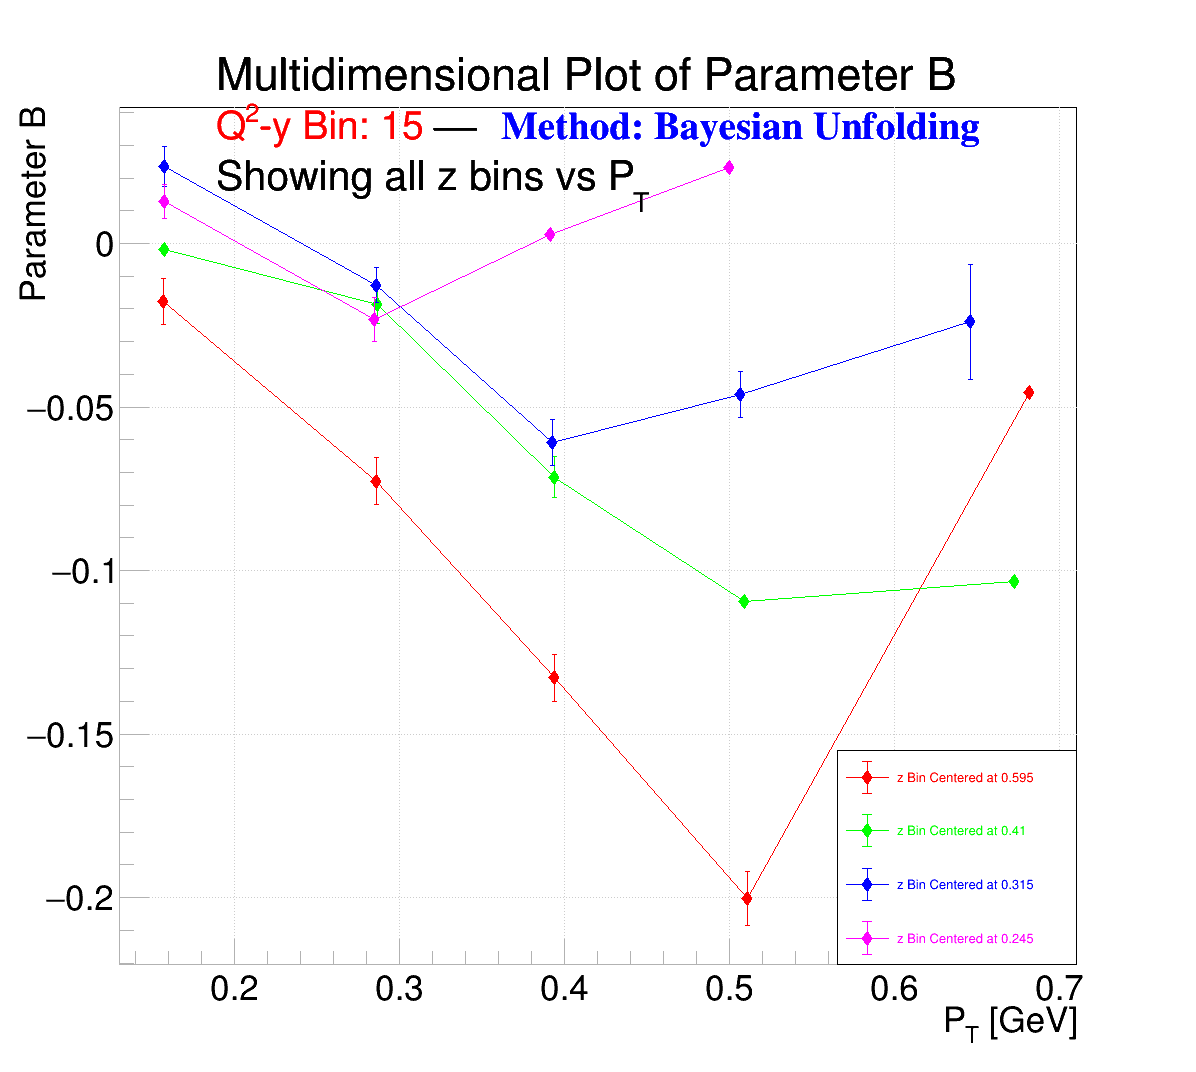 Multidimensional Plot of Parameter B
Q²-y Bin: 15 — Method: Bayesian Unfolding
Showing all z bins vs P_T
Parameter B
0
−0.05
−0.1
−0.15
−0.2
z Bin Centered at 0.595
z Bin Centered at 0.41
z Bin Centered at 0.315
z Bin Centered at 0.245
0.2 0.3 0.4 0.5 0.6 0.7
P_T [GeV]